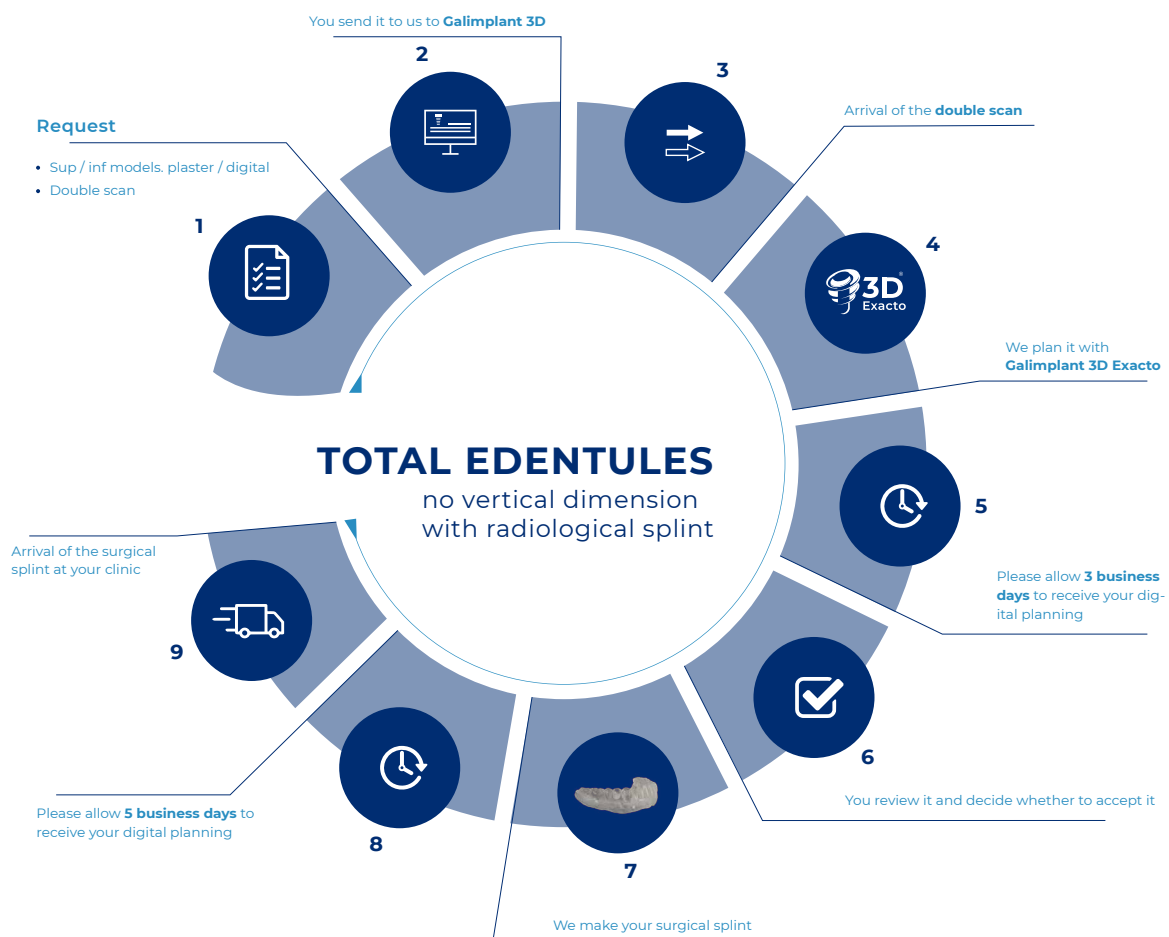 You send it to us to Galimplant 3D
2
3
Arrival of the double scan
Request
• Sup / inf models. plaster / digital
• Double scan
1
4
3D
Exacto
We plan it with
Galimplant 3D Exacto
TOTAL EDENTULES
no vertical dimension
with radiological splint
5
Arrival of the surgical
splint at your clinic
Please allow 3 business
days to receive your dig-
ital planning
9
6
You review it and decide whether to accept it
Please allow 5 business days to
receive your digital planning
8
7
We make your surgical splint